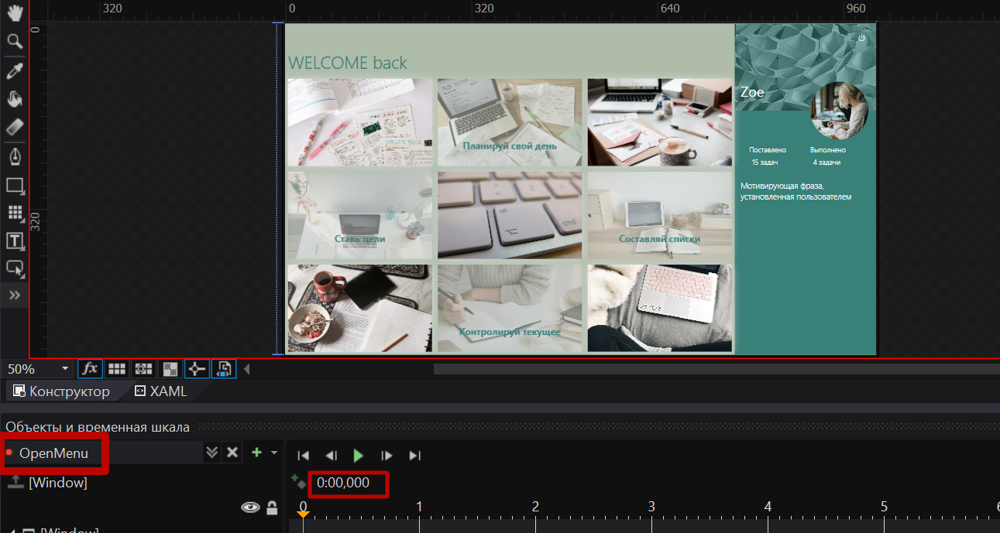 320 0 320 640 960
0
WELCOME back
Zoe
Планируй свой день
Поставлено Выполнено
15 задач 4 задачи
Мотивирующая фраза,
установленная пользователем
320
Ставь цели
Составляй списки
Контролируй текущее
50% fx
Конструктор XAML
Объекты и временная шкала
OpenMenu
[Window] 0:00,000
0 1 2 3 4 5 6
[Window]